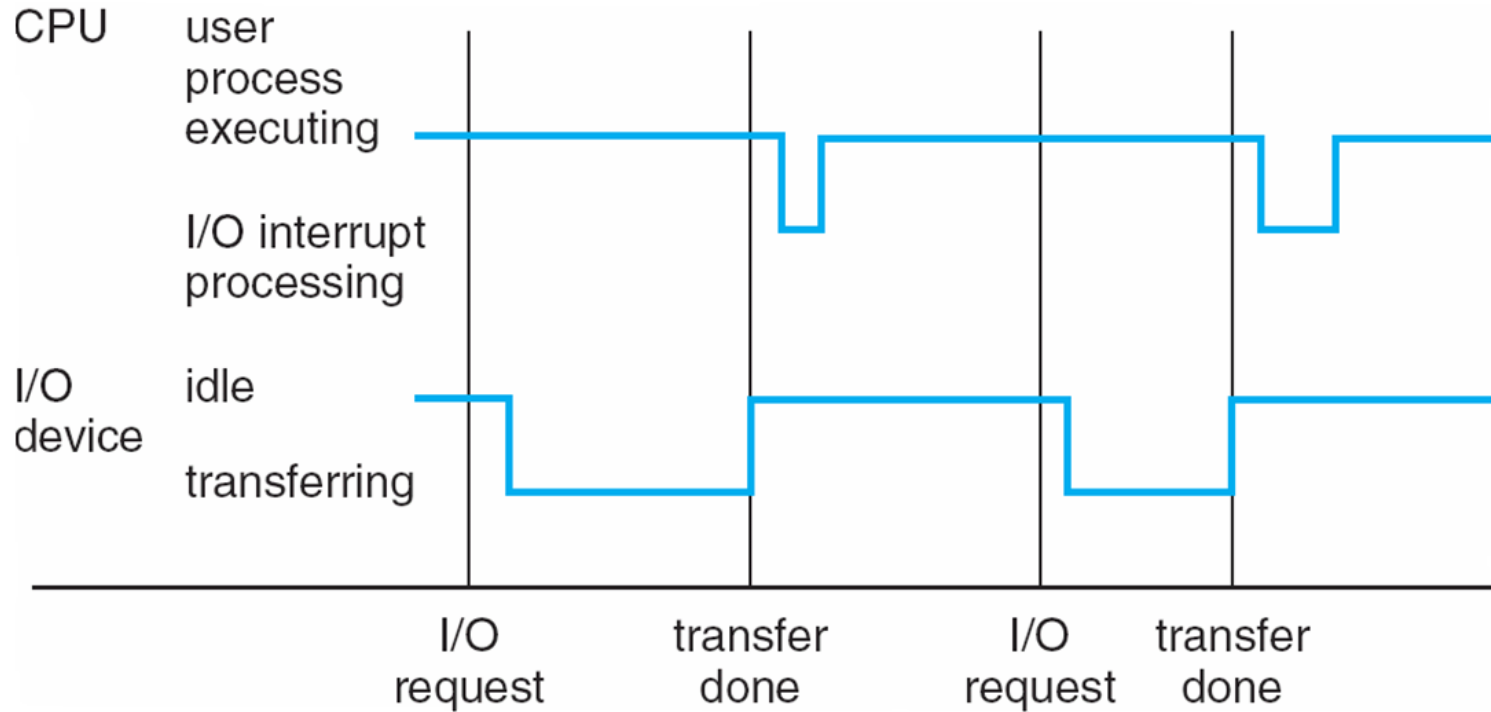 CPU user
process
executing
I/O interrupt
processing
I/O idle
device
transferring
I/O transfer I/O transfer
request done request done